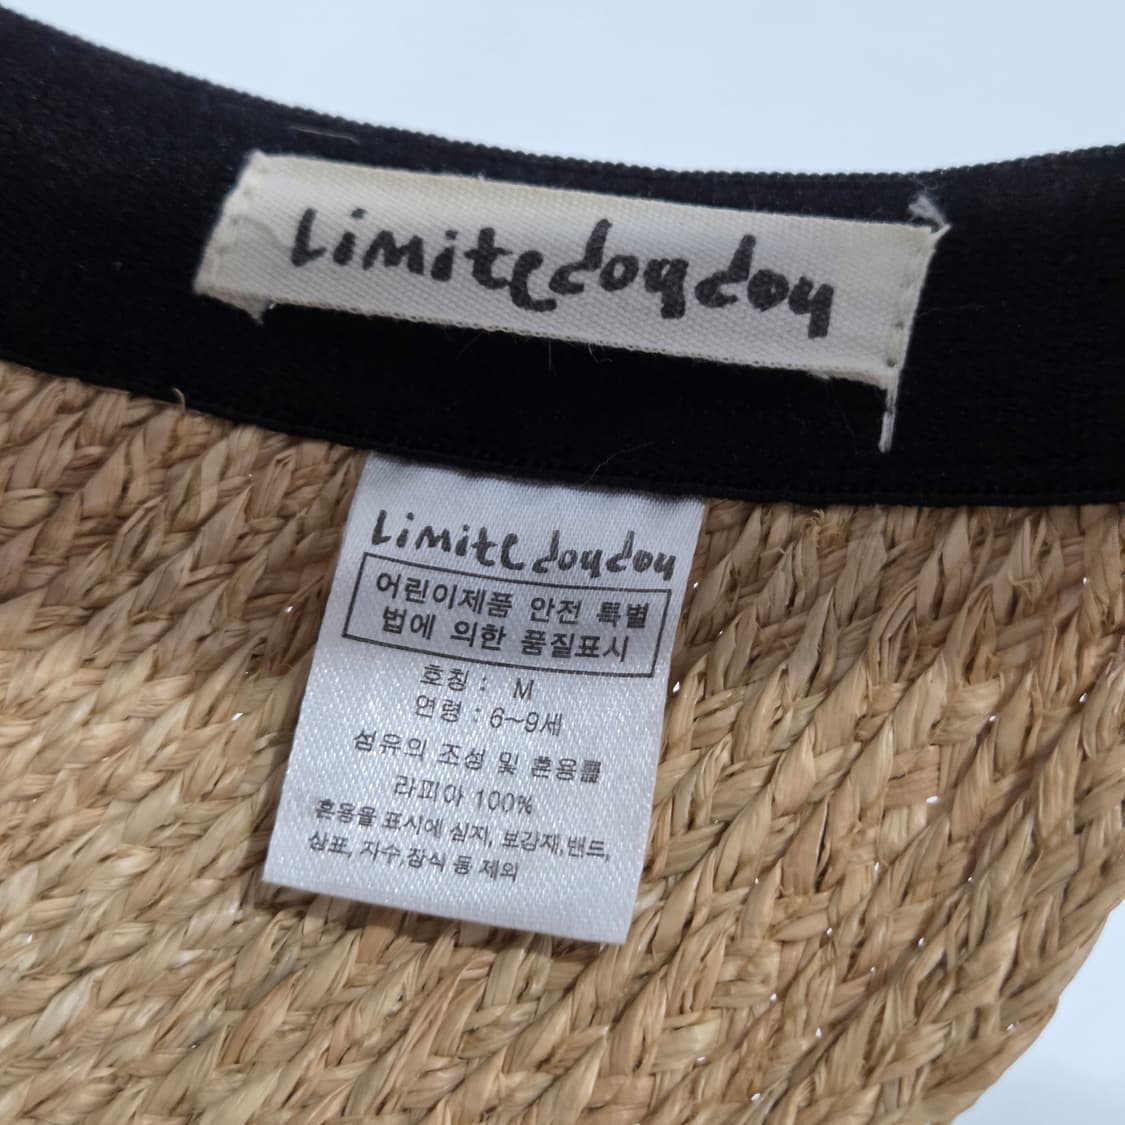 Limitedoudou
Limitedoudou
어린이제품 안전 특별
법에 의한 품질표시
호칭 : M
연령 : 6~9세
섬유의 조성 및 혼용률
라피아 100%
혼용율 표시에 심지, 보강재,밴드,
상표, 자수,장식 등 제외